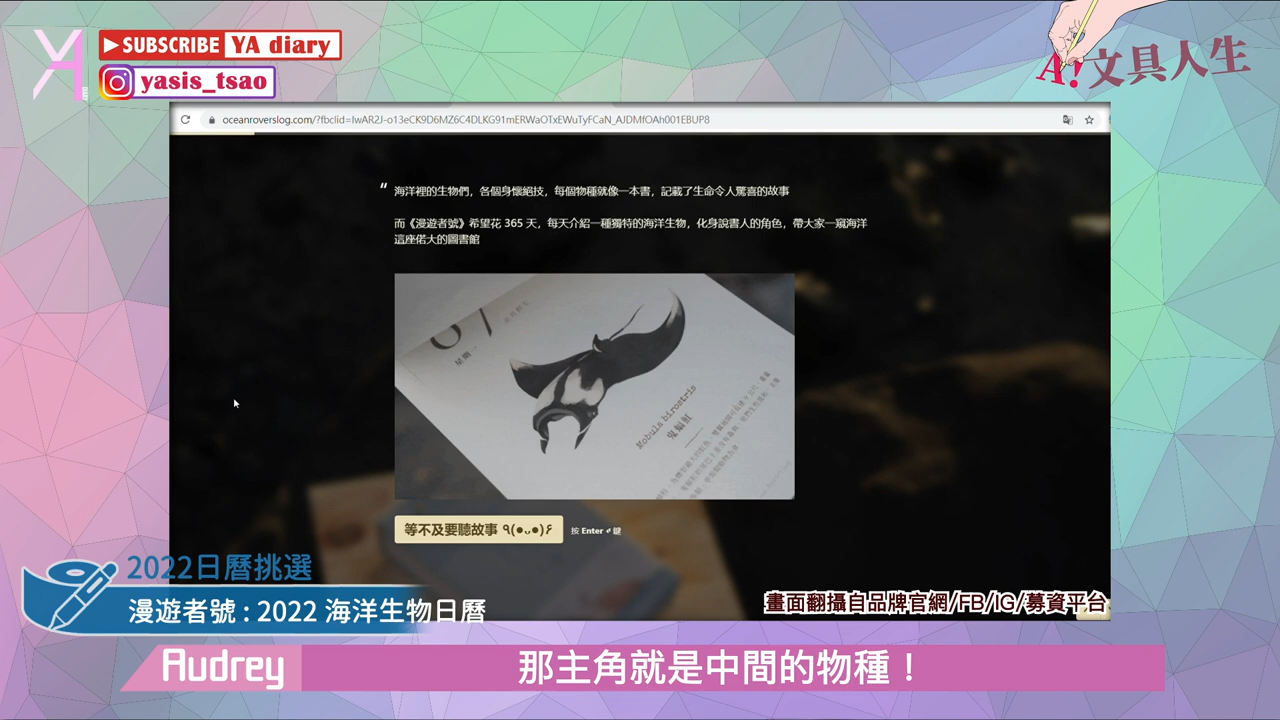 YA
SUBSCRIBE YA diary
yasis_tsao
A!文具人生
oceanroverslog.com/?fbclid=IwAR2J-o13eCK9D6MZ6C4DLKG91mERWaOTxEWuTyFCaN_AJDMfOAh001EBUP8
“ 海洋裡的生物們，各個身懷絕技，每個物種就像一本書，記載了生命令人驚喜的故事
而《漫遊者號》希望花 365 天，每天介紹一種獨特的海洋生物，化身說書人的角色，帶大家一窺海洋
這座偌大的圖書館
07
星期一
Mobula birostris
鬼蝠魟
等不及要聽故事 ٩(●ᴗ●)۶ 按 Enter ↵ 鍵
2022日曆挑選
漫遊者號 : 2022 海洋生物日曆
畫面翻攝自品牌官網/FB/IG/募資平台
Audrey
那主角就是中間的物種！